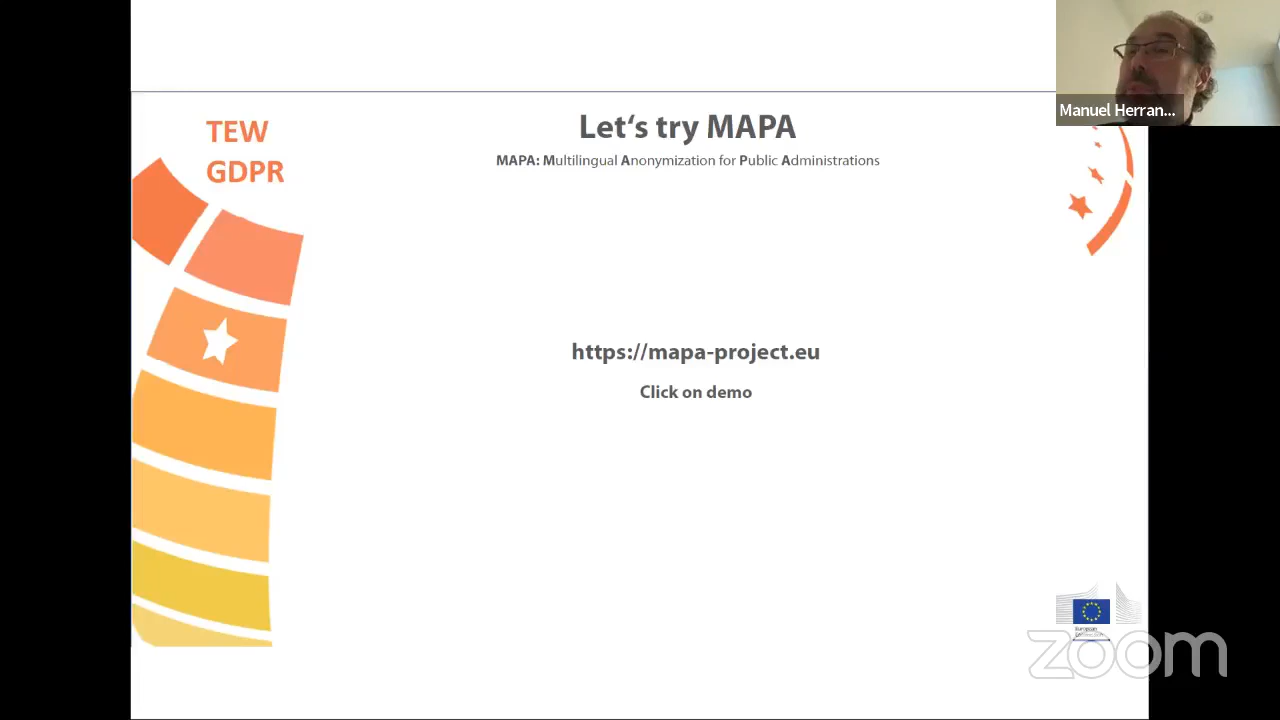 Manuel Herran...
TEW
GDPR
Let's try MAPA
MAPA: Multilingual Anonymization for Public Administrations
https://mapa-project.eu
Click on demo
European
zoom